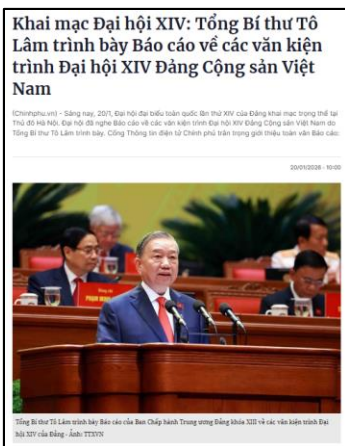 Khai mạc Đại hội XIV: Tổng Bí thư Tô
Lâm trình bày Báo cáo về các văn kiện
trình Đại hội XIV Đảng Cộng sản Việt
Nam
(Chinhphu.vn) - Sáng nay, 20/1, Đại hội đại biểu toàn quốc lần thứ XIV của Đảng khai mạc trọng thể tại
Thủ đô Hà Nội. Đại hội đã nghe Báo cáo về các văn kiện trình Đại hội XIV Đảng Cộng sản Việt Nam do
Tổng Bí thư Tô Lâm trình bày. Cổng Thông tin điện tử Chính phủ trân trọng giới thiệu toàn văn Báo cáo:
20/01/2026 - 10:00
PHẠM MINH
Tổng Bí thư Tô Lâm trình bày Báo cáo của Ban Chấp hành Trung ương Đảng khóa XIII về các văn kiện trình Đại
hội XIV của Đảng - Ảnh: TTXVN